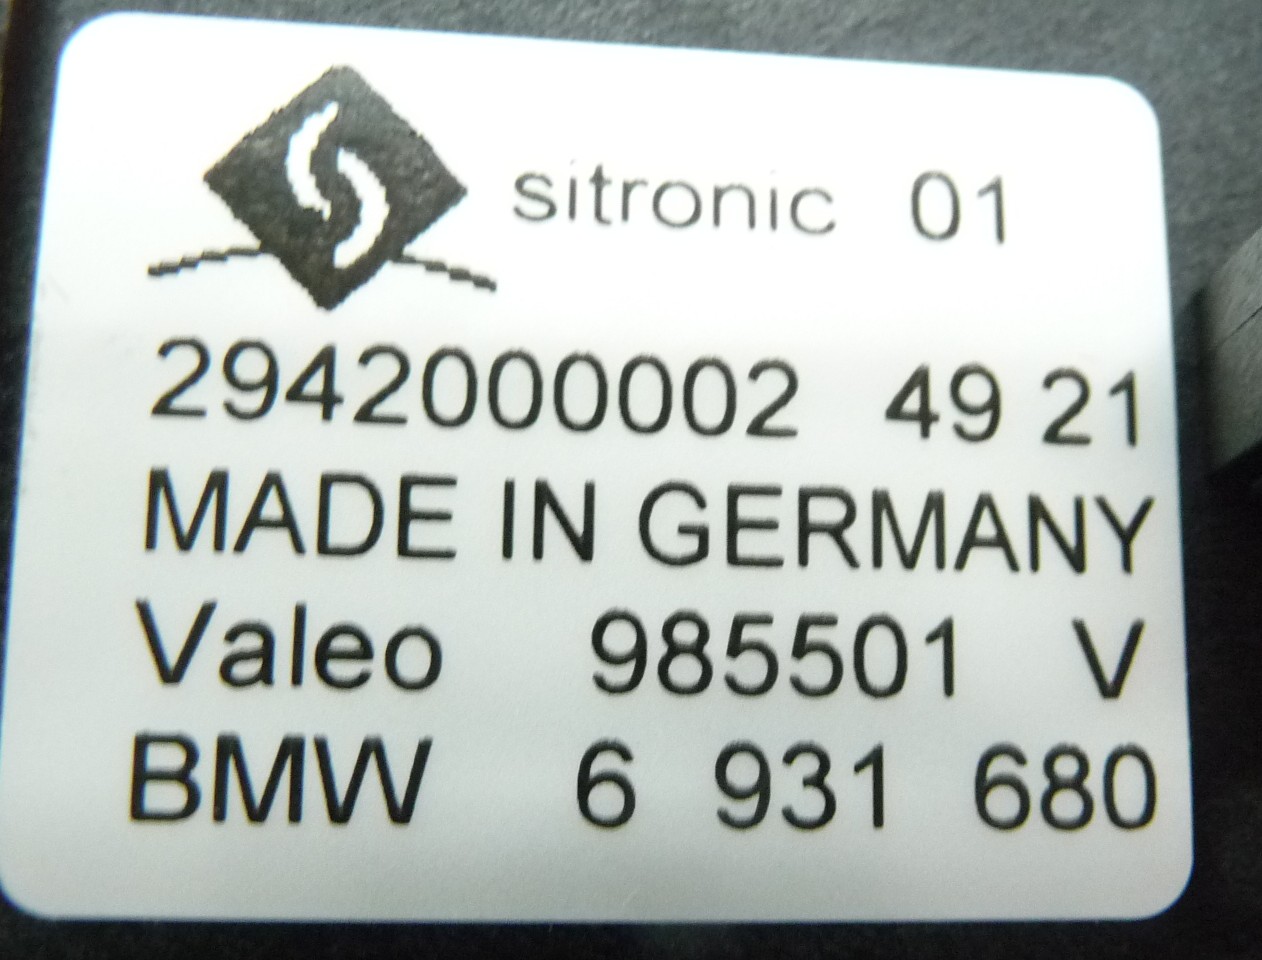 sitronic 01
2942000002 49 21
MADE IN GERMANY
Valeo 985501 V
BMW 6 931 680